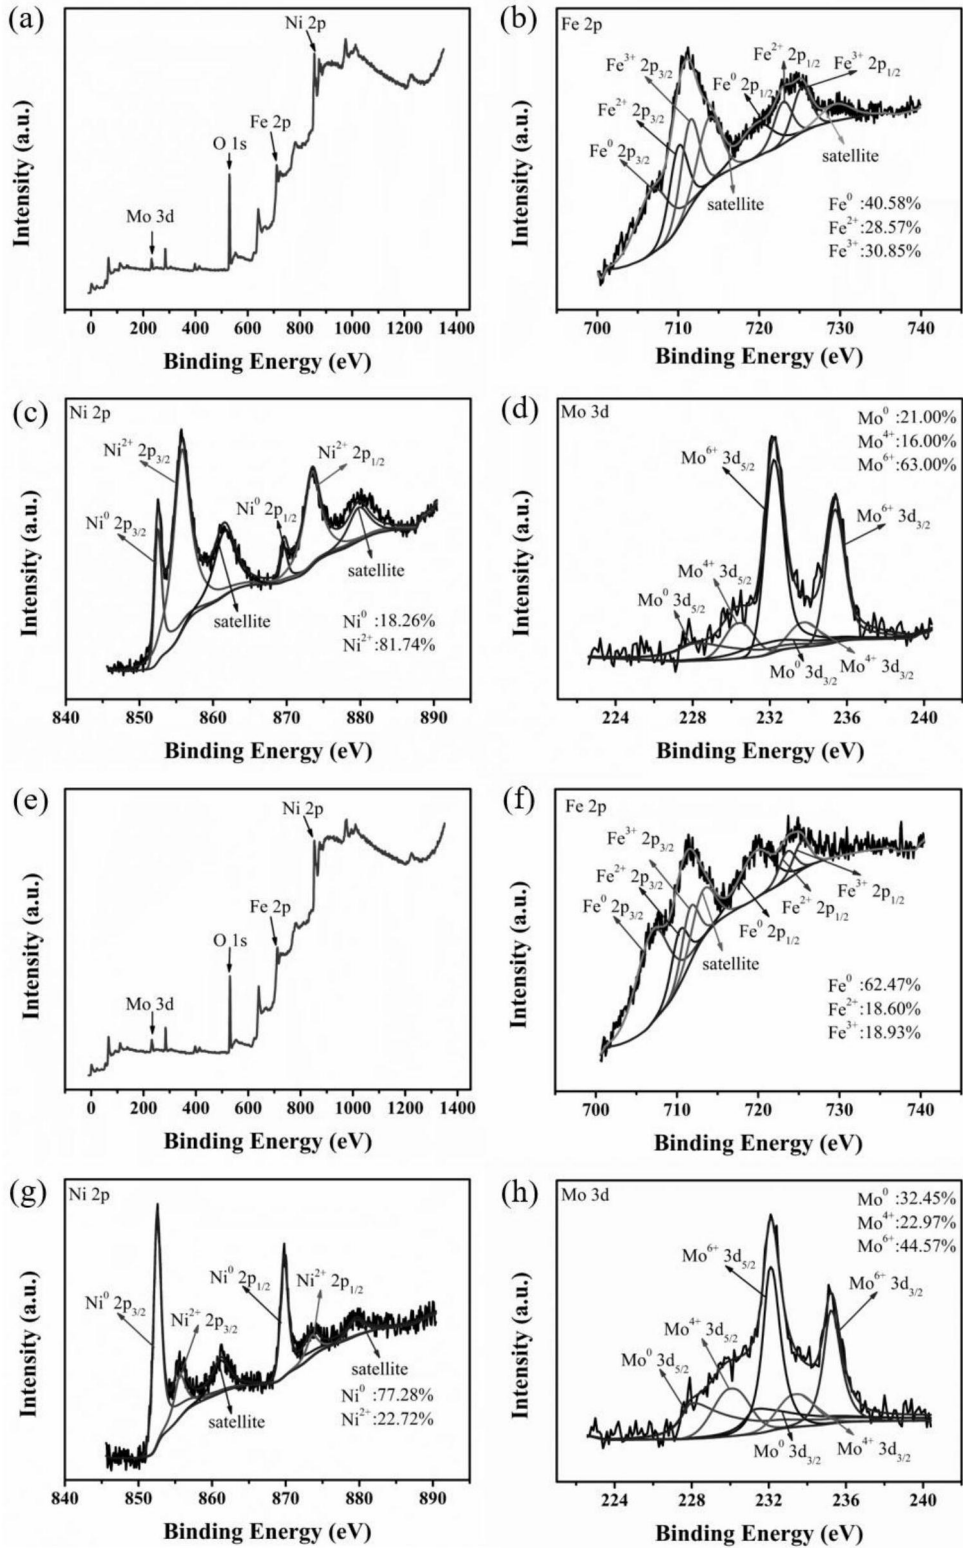 (a)
Ni 2p
Fe 2p
O 1s
Mo 3d
Intensity (a.u.)
0 200 400 600 800 1000 1200 1400
Binding Energy (eV)
(b)
Fe 2p
Fe²⁺ 2p₁/₂
Fe³⁺ 2p₁/₂
Fe³⁺ 2p₃/₂
Fe⁰ 2p₁/₂
Fe²⁺ 2p₃/₂
Fe⁰ 2p₃/₂
satellite
satellite
Fe⁰ :40.58%
Fe²⁺ :28.57%
Fe³⁺ :30.85%
Intensity (a.u.)
700 710 720 730 740
Binding Energy (eV)
(c)
Ni 2p
Ni²⁺ 2p₃/₂
Ni²⁺ 2p₁/₂
Ni⁰ 2p₃/₂
Ni⁰ 2p₁/₂
satellite
satellite
Ni⁰ :18.26%
Ni²⁺ :81.74%
Intensity (a.u.)
840 850 860 870 880 890
Binding Energy (eV)
(d)
Mo 3d
Mo⁰ :21.00%
Mo⁴⁺ :16.00%
Mo⁶⁺ :63.00%
Mo⁶⁺ 3d₅/₂
Mo⁶⁺ 3d₃/₂
Mo⁴⁺ 3d₅/₂
Mo⁰ 3d₅/₂
Mo⁰ 3d₃/₂
Mo⁴⁺ 3d₃/₂
Intensity (a.u.)
224 228 232 236 240
Binding Energy (eV)
(e)
Ni 2p
Fe 2p
O 1s
Mo 3d
Intensity (a.u.)
0 200 400 600 800 1000 1200 1400
Binding Energy (eV)
(f)
Fe 2p
Fe³⁺ 2p₃/₂
Fe²⁺ 2p₃/₂
Fe⁰ 2p₃/₂
Fe³⁺ 2p₁/₂
Fe²⁺ 2p₁/₂
Fe⁰ 2p₁/₂
satellite
Fe⁰ :62.47%
Fe²⁺ :18.60%
Fe³⁺ :18.93%
Intensity (a.u.)
700 710 720 730 740
Binding Energy (eV)
(g)
Ni 2p
Ni⁰ 2p₃/₂
Ni²⁺ 2p₃/₂
Ni⁰ 2p₁/₂
Ni²⁺ 2p₁/₂
satellite
satellite
Ni⁰ :77.28%
Ni²⁺ :22.72%
Intensity (a.u.)
840 850 860 870 880 890
Binding Energy (eV)
(h)
Mo 3d
Mo⁰ :32.45%
Mo⁴⁺ :22.97%
Mo⁶⁺ :44.57%
Mo⁶⁺ 3d₅/₂
Mo⁶⁺ 3d₃/₂
Mo⁴⁺ 3d₅/₂
Mo⁰ 3d₅/₂
Mo⁰ 3d₃/₂
Mo⁴⁺ 3d₃/₂
Intensity (a.u.)
224 228 232 236 240
Binding Energy (eV)